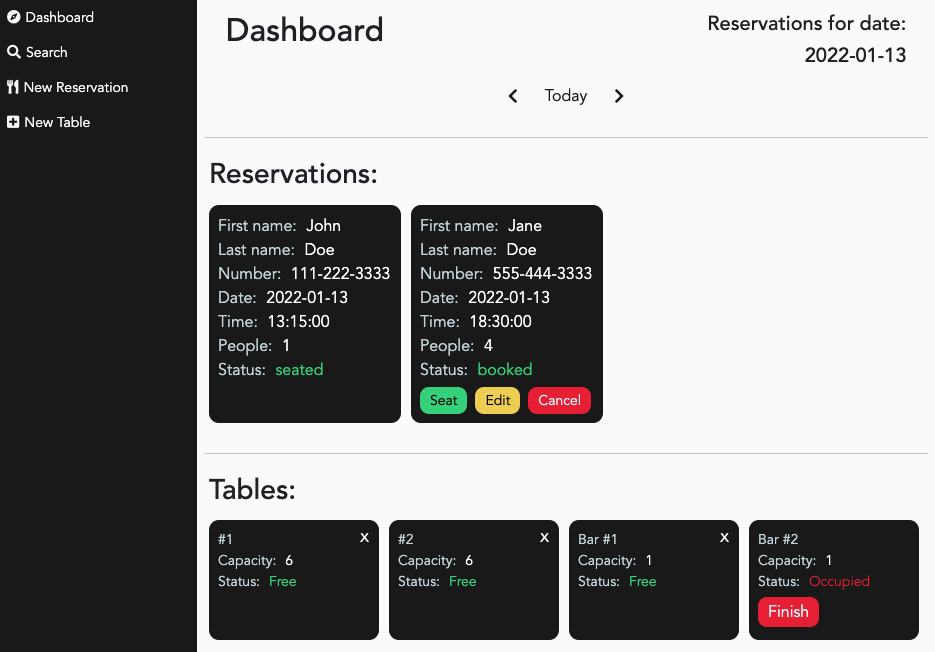 Dashboard
Search
New Reservation
New Table
Dashboard
Reservations for date:
2022-01-13
Today
Reservations:
First name: John
Last name: Doe
Number: 111-222-3333
Date: 2022-01-13
Time: 13:15:00
People: 1
Status: seated
First name: Jane
Last name: Doe
Number: 555-444-3333
Date: 2022-01-13
Time: 18:30:00
People: 4
Status: booked
Seat Edit Cancel
Tables:
#1 X
Capacity: 6
Status: Free
#2 X
Capacity: 6
Status: Free
Bar #1 X
Capacity: 1
Status: Free
Bar #2
Capacity: 1
Status: Occupied
Finish